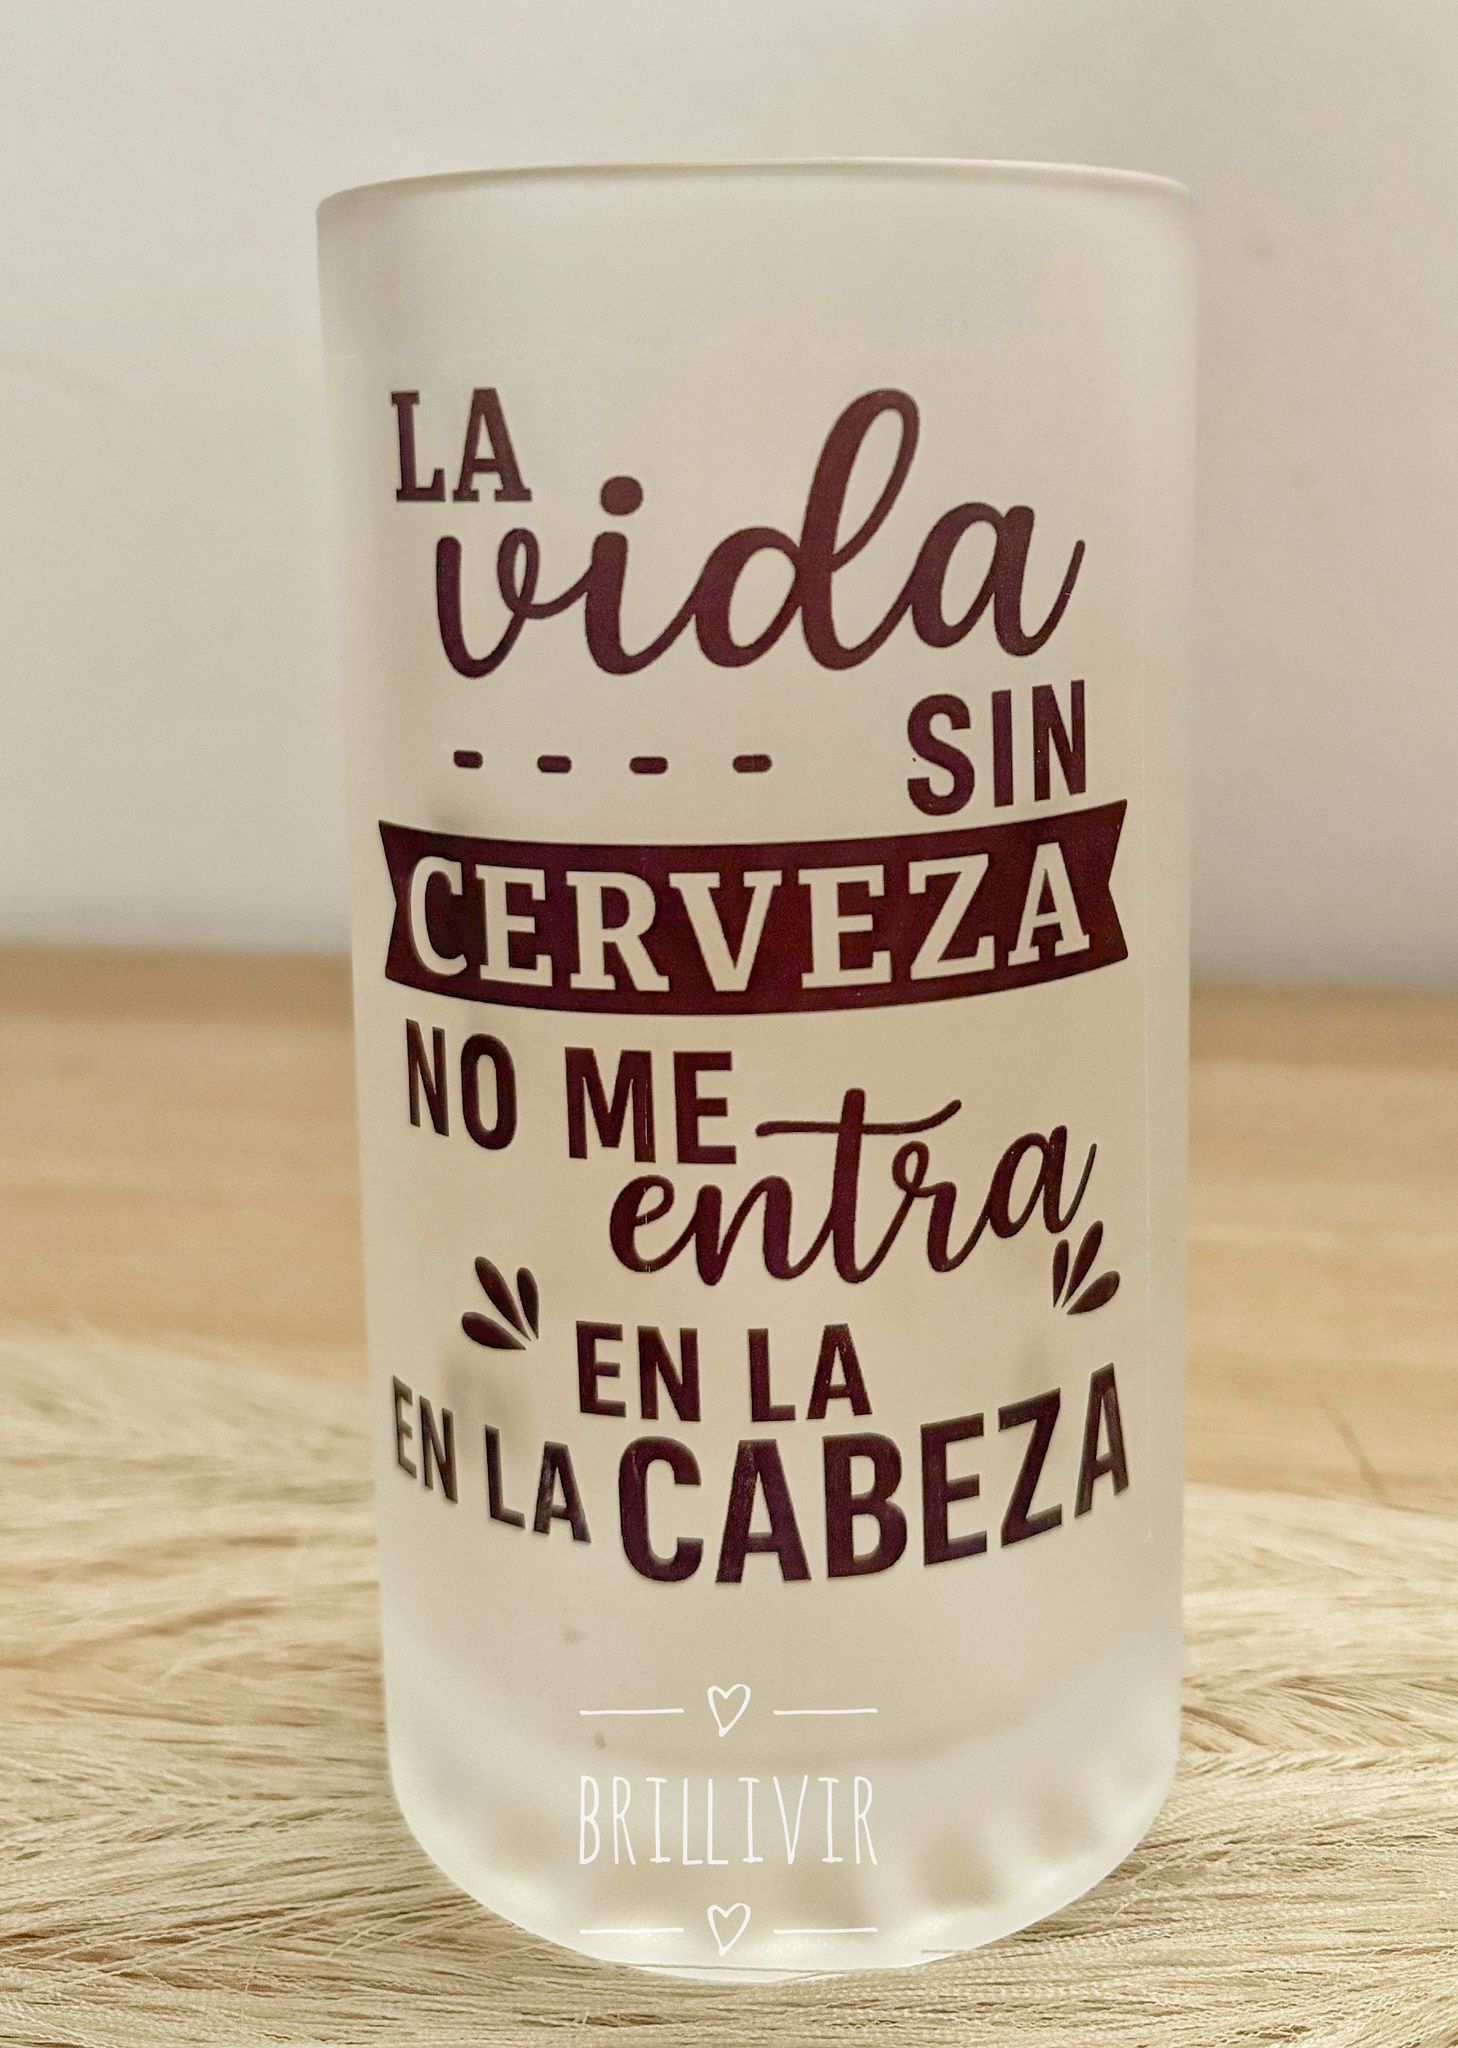 LA
vida
---- SIN
CERVEZA
NO ME
entra
EN LA
EN LA CABEZA
BRILLIVIR